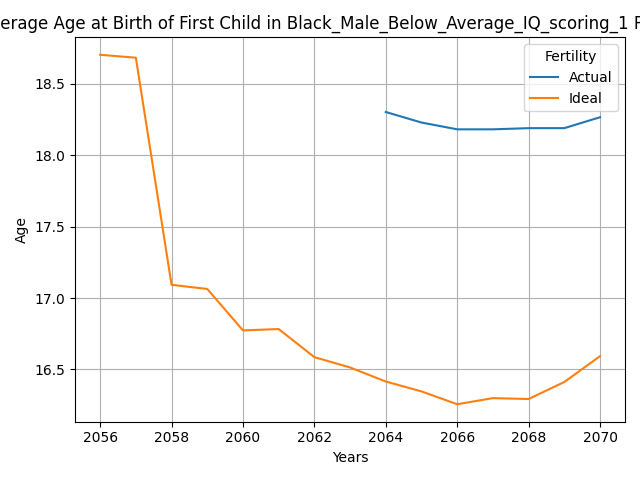 erage Age at Birth of First Child in Black_Male_Below_Average_IQ_scoring_1
Fertility
Actual
Ideal
18.5
18.0
17.5
17.0
16.5
Age
2056 2058 2060 2062 2064 2066 2068 2070
Years